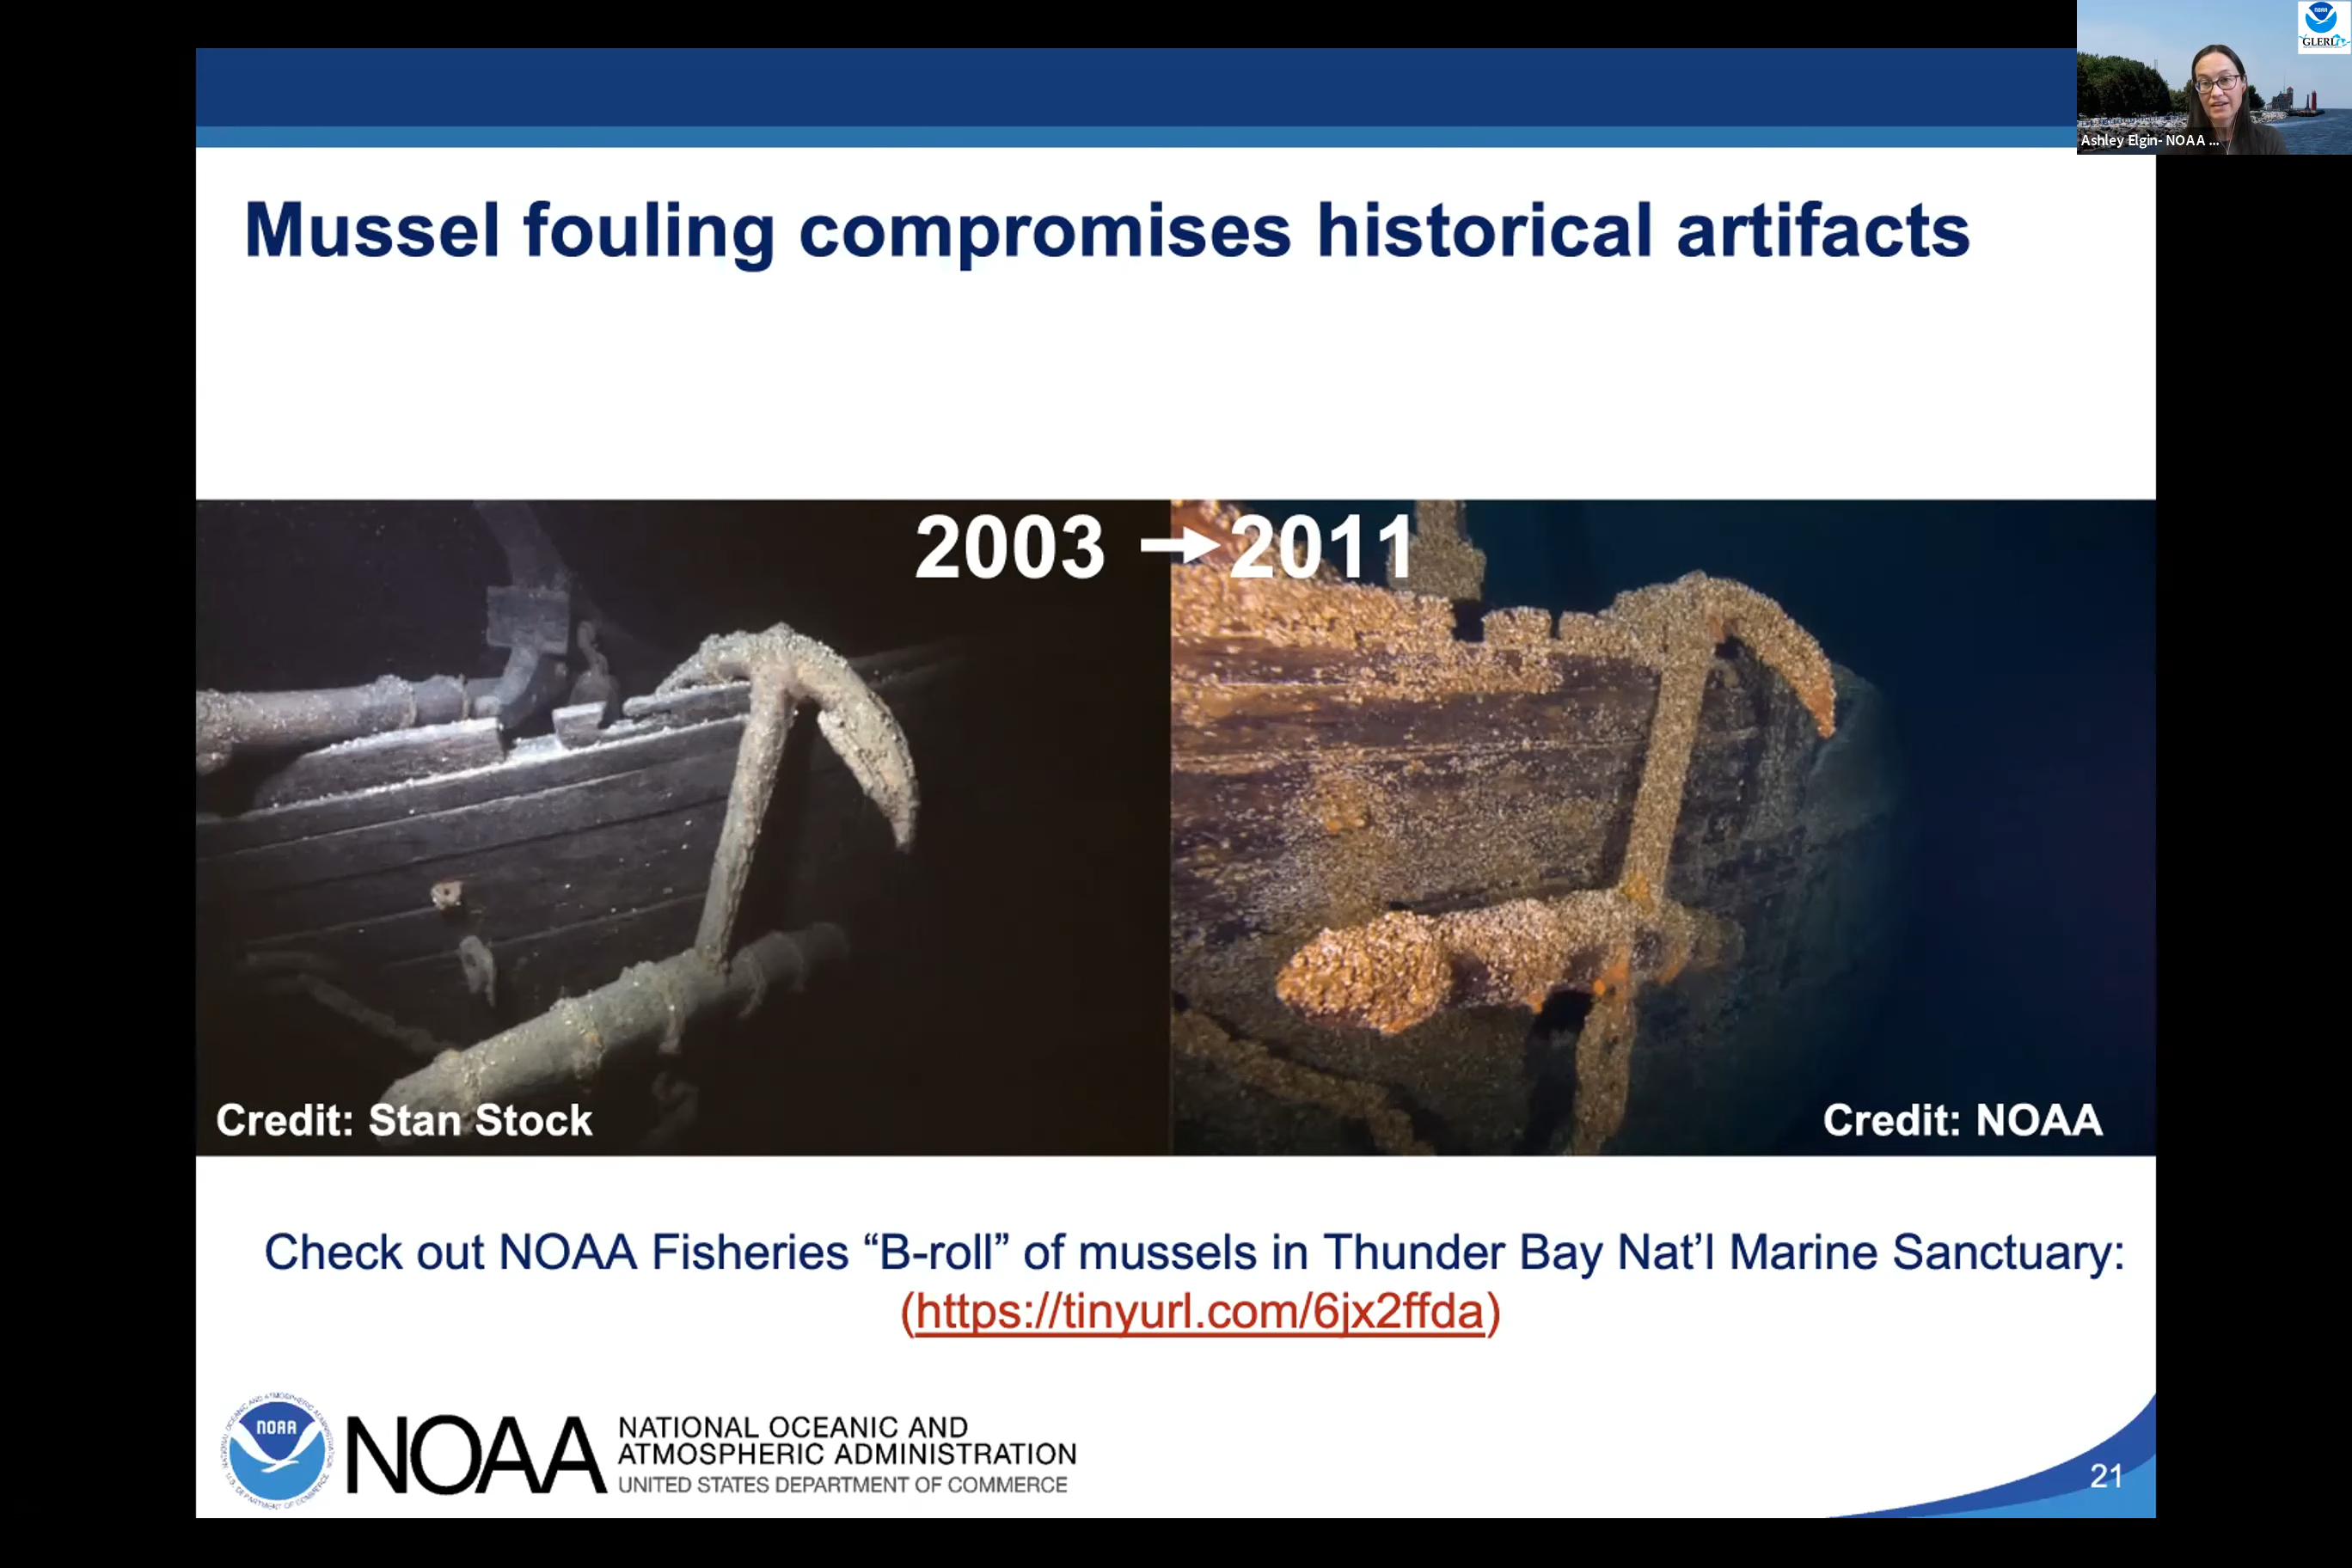 NOAA
GLERL
Ashley Elgin- NOAA ...
Mussel fouling compromises historical artifacts
2003 → 2011
Credit: Stan Stock
Credit: NOAA
Check out NOAA Fisheries “B-roll” of mussels in Thunder Bay Nat’l Marine Sanctuary:
(https://tinyurl.com/6jx2ffda)
NOAA
NOAA
NATIONAL OCEANIC AND
ATMOSPHERIC ADMINISTRATION
UNITED STATES DEPARTMENT OF COMMERCE
21